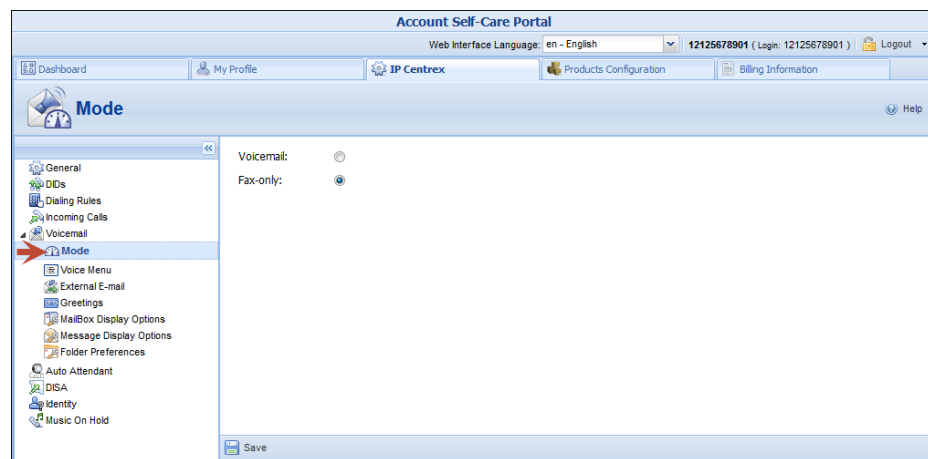 Account Self-Care Portal
Web Interface Language: en - English 12125678901 ( Login: 12125678901 ) Logout
Dashboard My Profile IP Centrex Products Configuration Billing Information
Mode Help
Voicemail:
Fax-only:
General
DIDs
Dialing Rules
Incoming Calls
Voicemail
Mode
Voice Menu
External E-mail
Greetings
MailBox Display Options
Message Display Options
Folder Preferences
Auto Attendant
DISA
Identity
Music On Hold
Save